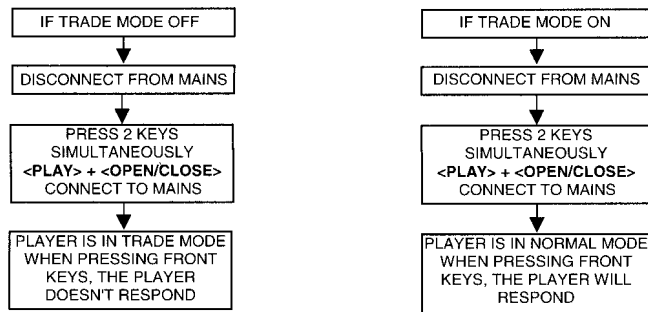 IF TRADE MODE OFF
DISCONNECT FROM MAINS
PRESS 2 KEYS
SIMULTANEOUSLY
<PLAY> + <OPEN/CLOSE>
CONNECT TO MAINS
PLAYER IS IN TRADE MODE
WHEN PRESSING FRONT
KEYS, THE PLAYER
DOESN'T RESPOND
IF TRADE MODE ON
DISCONNECT FROM MAINS
PRESS 2 KEYS
SIMULTANEOUSLY
<PLAY> + <OPEN/CLOSE>
CONNECT TO MAINS
PLAYER IS IN NORMAL MODE
WHEN PRESSING FRONT
KEYS, THE PLAYER WILL
RESPOND